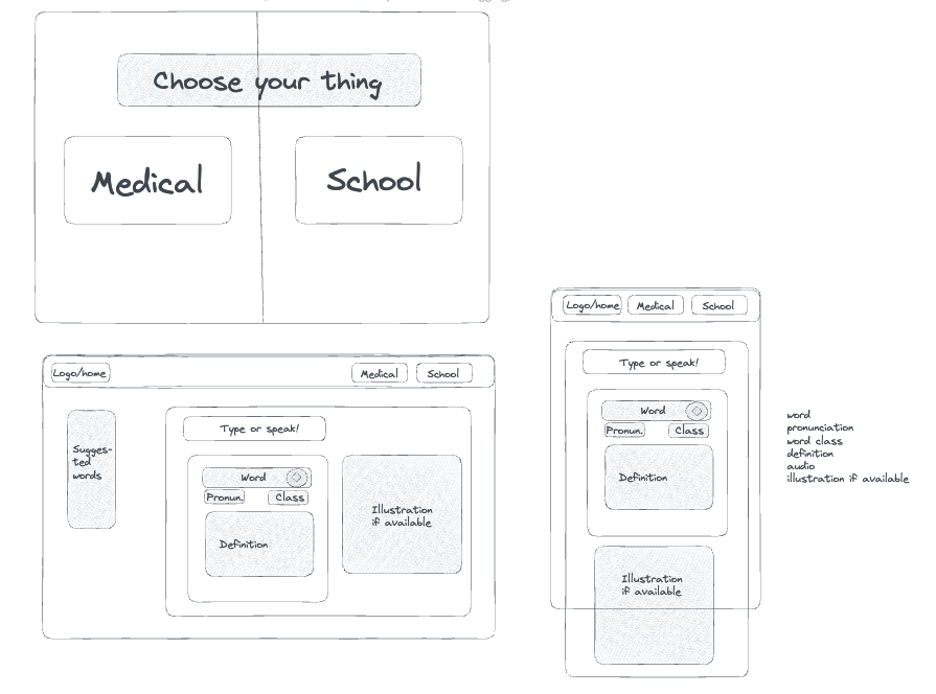 Choose your thing
Medical
School
Logo/home
Medical
School
Sugges-
ted
words
Type or speak!
Word
Pronun.
Class
Definition
Illustration
if available
Logo/home
Medical
School
Type or speak!
Word
Pronun.
Class
Definition
Illustration
if available
word
pronunciation
word class
definition
audio
illustration if available